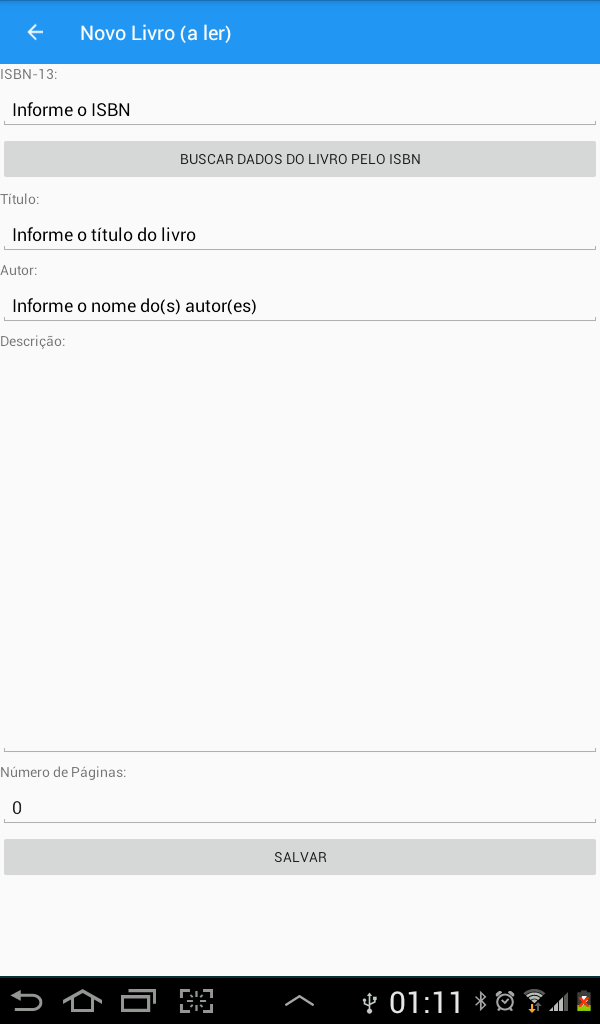 Novo Livro (a ler)
ISBN-13:
Informe o ISBN
BUSCAR DADOS DO LIVRO PELO ISBN
Título:
Informe o título do livro
Autor:
Informe o nome do(s) autor(es)
Descrição:
Número de Páginas:
0
SALVAR
01:11